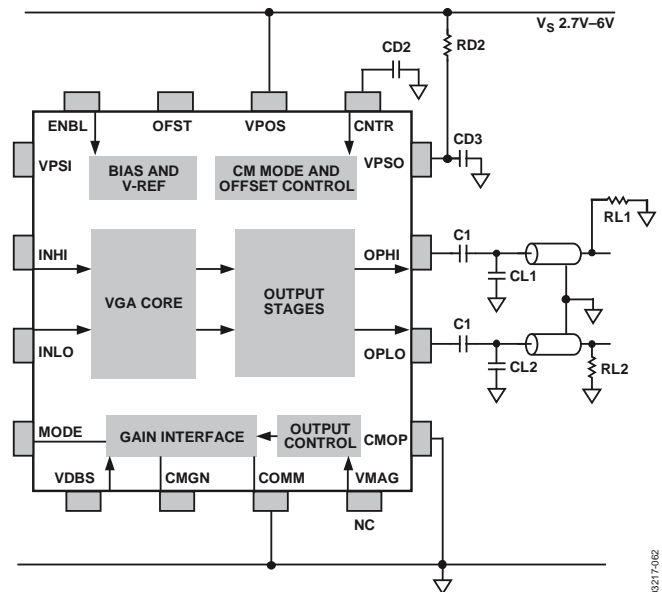 VS 2.7V–6V
CD2
RD2
ENBL
OFST
VPOS
CNTR
VPSI
BIAS AND
V-REF
CM MODE AND
OFFSET CONTROL
VPSO
CD3
RL1
INHI
OPHI
C1
CL1
VGA CORE
OUTPUT
STAGES
INLO
OPLO
C1
CL2
RL2
MODE
GAIN INTERFACE
OUTPUT
CONTROL
CMOP
VDBS
CMGN
COMM
VMAG
NC
03217-062